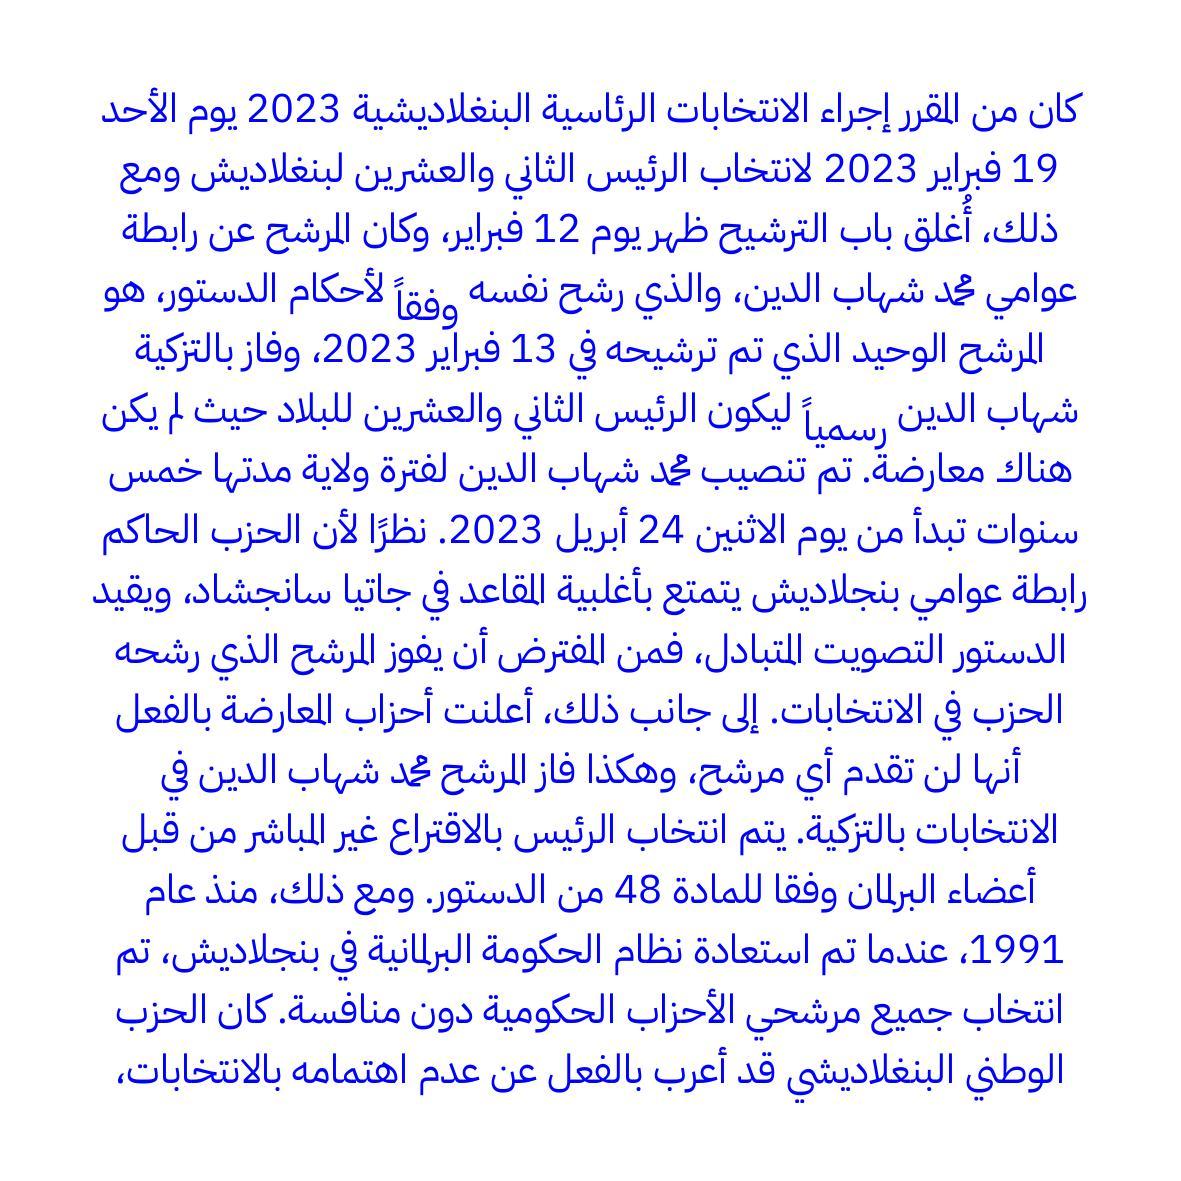 كان من المقرر إجراء الانتخابات الرئاسية البنغلاديشية 2023 يوم الأحد
19 فبراير 2023 لانتخاب الرئيس الثاني والعشرين لبنغلاديش ومع
ذلك، أُغلق باب الترشيح ظهر يوم 12 فبراير، وكان المرشح عن رابطة
عوامي محمد شهاب الدين، والذي رشح نفسه وفقاً لأحكام الدستور، هو
المرشح الوحيد الذي تم ترشيحه في 13 فبراير 2023، وفاز بالتزكية
شهاب الدين رسمياً ليكون الرئيس الثاني والعشرين للبلاد حيث لم يكن
هناك معارضة. تم تنصيب محمد شهاب الدين لفترة ولاية مدتها خمس
سنوات تبدأ من يوم الاثنين 24 أبريل 2023. نظرًا لأن الحزب الحاكم
رابطة عوامي بنجلاديش يتمتع بأغلبية المقاعد في جاتيا سانجشاد، ويقيد
الدستور التصويت المتبادل، فمن المفترض أن يفوز المرشح الذي رشحه
الحزب في الانتخابات. إلى جانب ذلك، أعلنت أحزاب المعارضة بالفعل
أنها لن تقدم أي مرشح، وهكذا فاز المرشح محمد شهاب الدين في
الانتخابات بالتزكية. يتم انتخاب الرئيس بالاقتراع غير المباشر من قبل
أعضاء البرلمان وفقا للمادة 48 من الدستور. ومع ذلك، منذ عام
1991، عندما تم استعادة نظام الحكومة البرلمانية في بنجلاديش، تم
انتخاب جميع مرشحي الأحزاب الحكومية دون منافسة. كان الحزب
الوطني البنغلاديشي قد أعرب بالفعل عن عدم اهتمامه بالانتخابات،